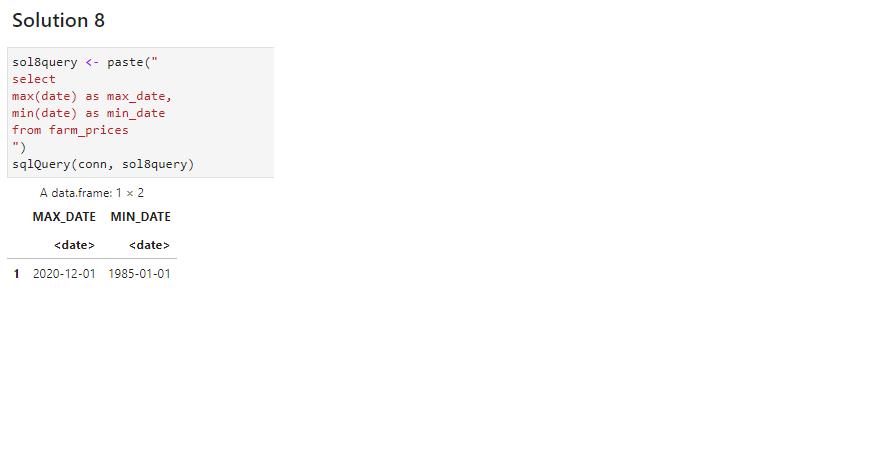 Solution 8
sol8query <- paste("
select
max(date) as max_date,
min(date) as min_date
from farm_prices
")
sqlQuery(conn, sol8query)
A data.frame: 1 × 2
MAX_DATE MIN_DATE
<date> <date>
1 2020-12-01 1985-01-01